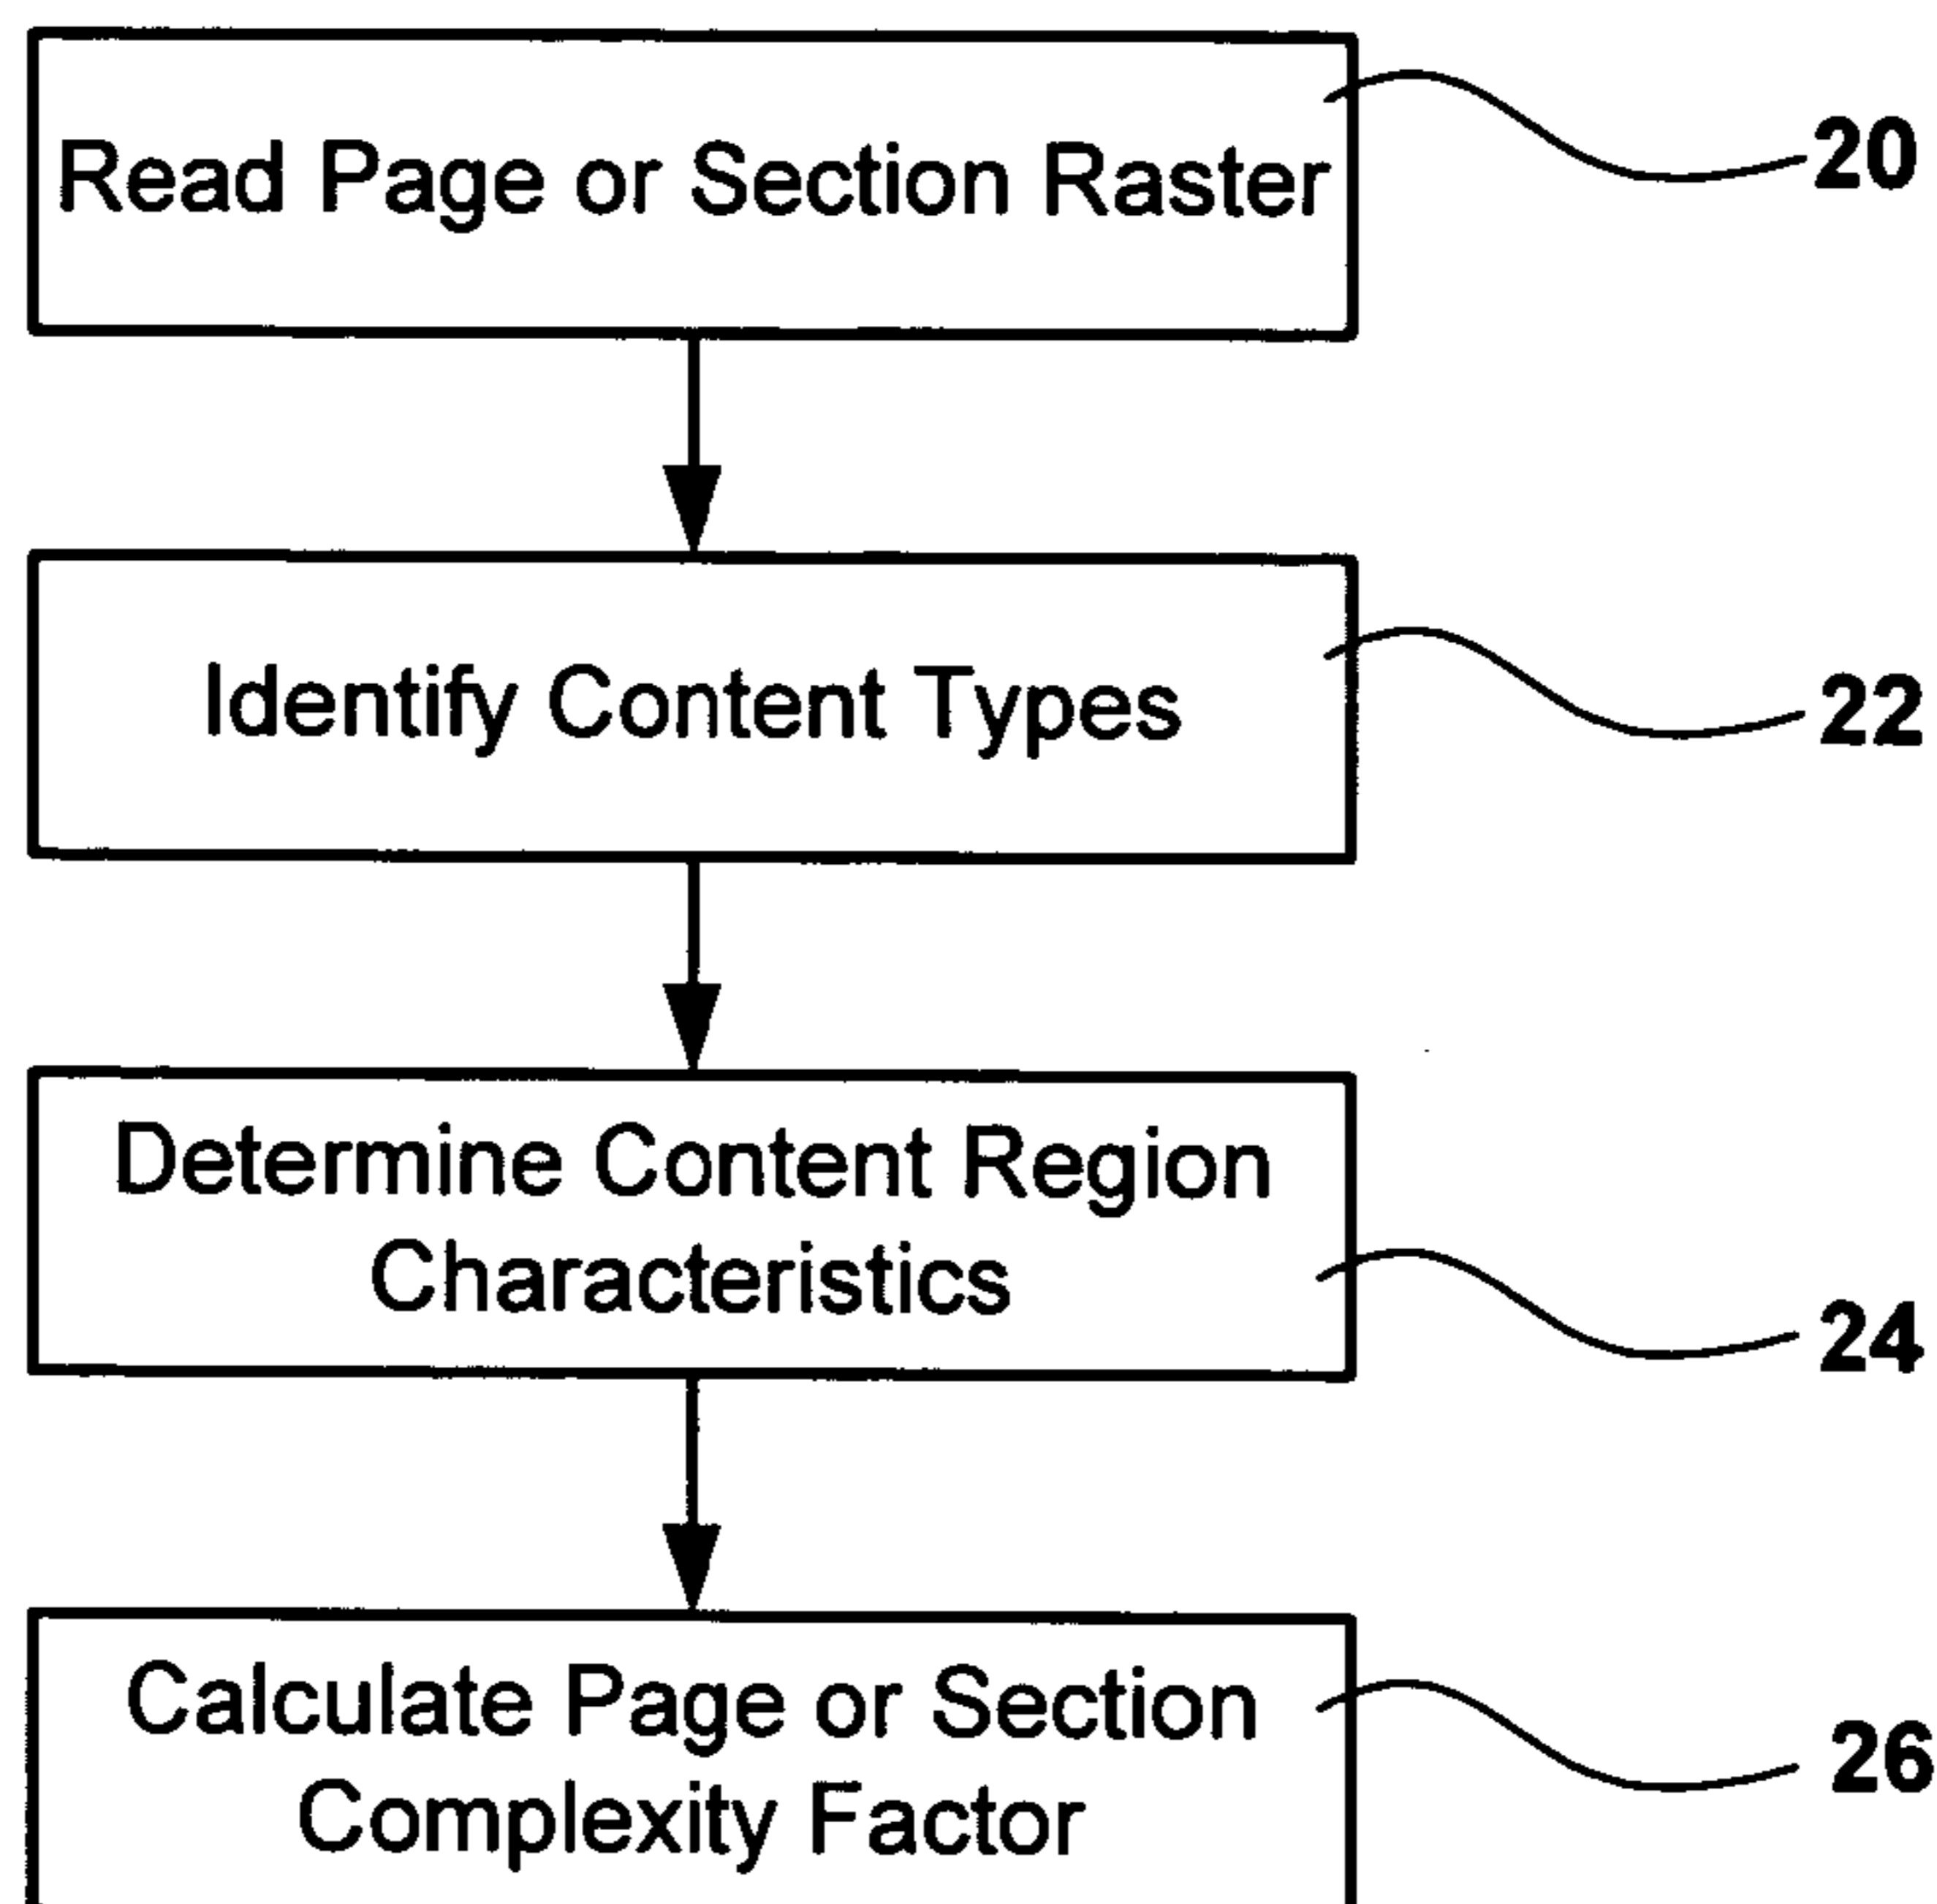 Read Page or Section Raster
20
Identify Content Types
22
Determine Content Region
Characteristics
24
Calculate Page or Section
Complexity Factor
26